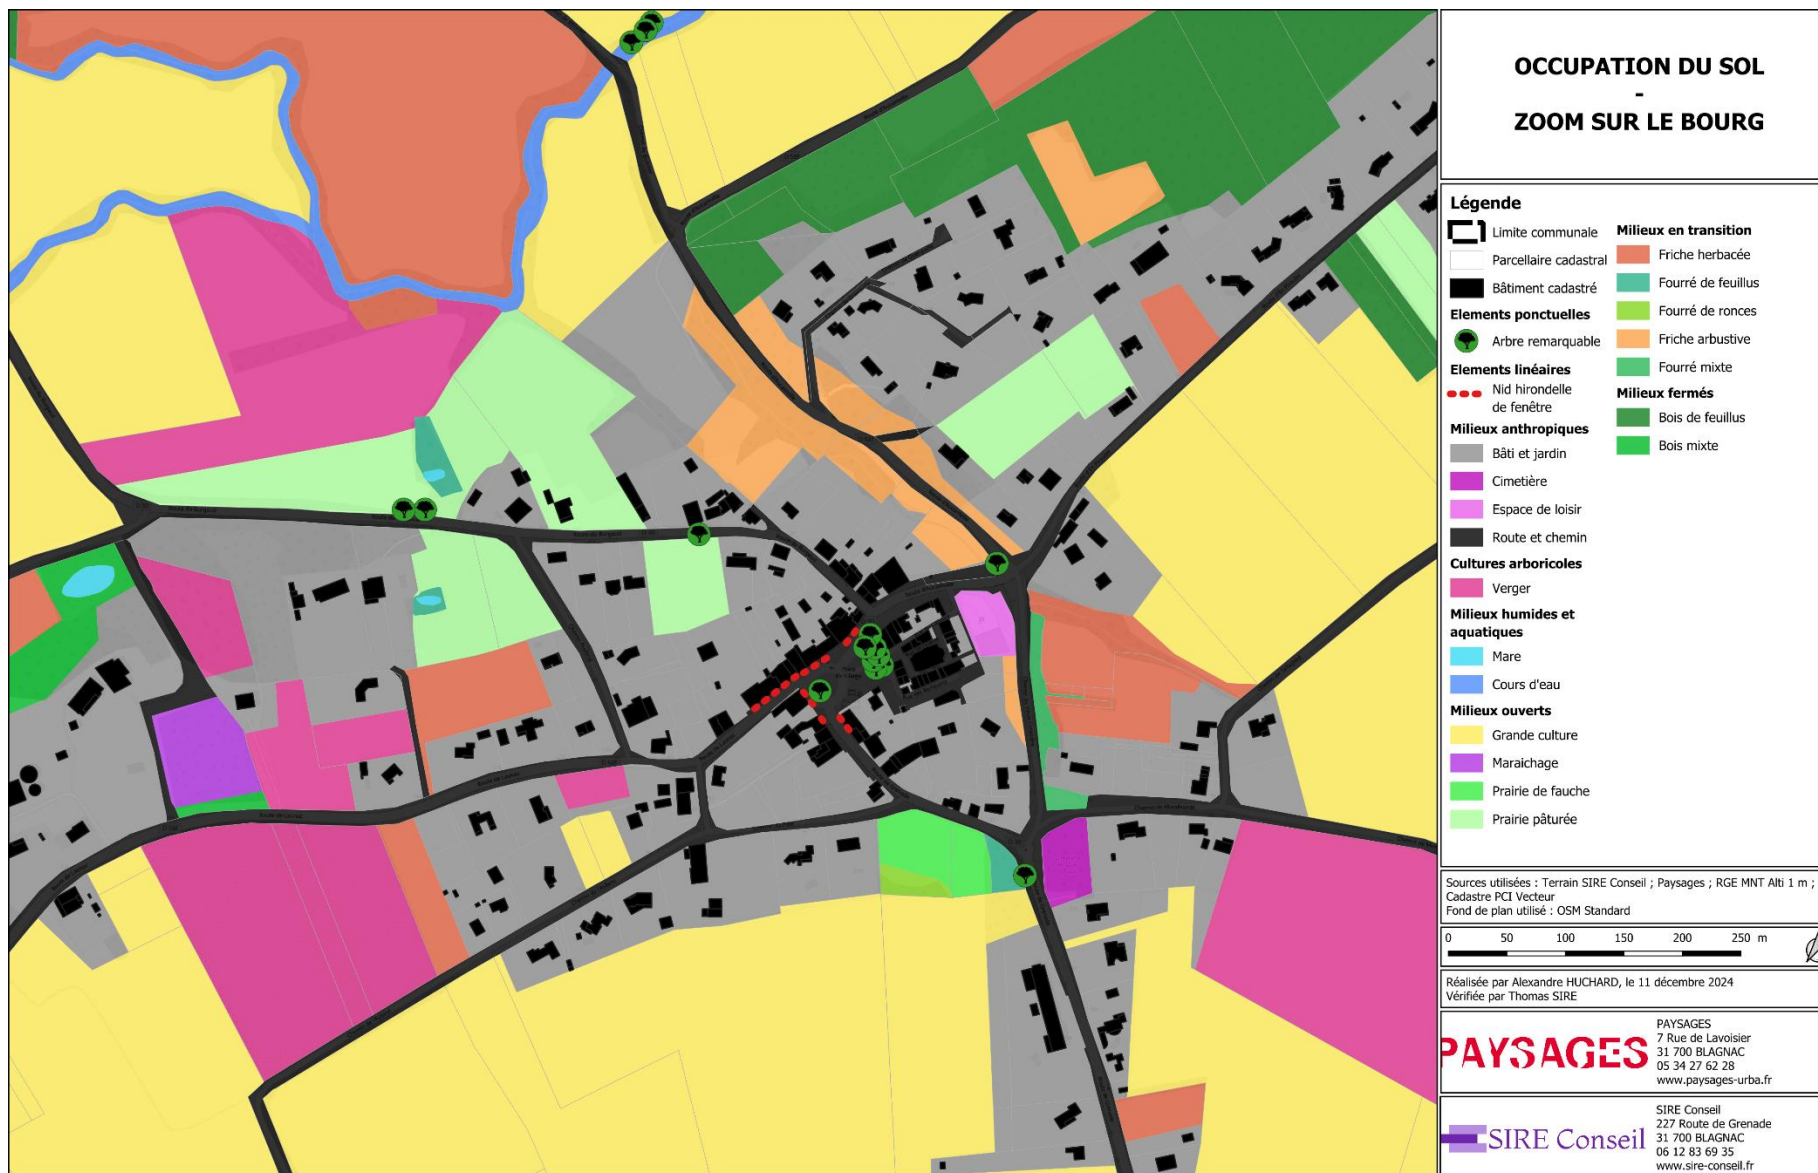 OCCUPATION DU SOL
-
ZOOM SUR LE BOURG
Légende
Limite communale
Parcellaire cadastral
Bâtiment cadastré
Elements ponctuelles
Arbre remarquable
Elements linéaires
Nid hirondelle
de fenêtre
Milieux anthropiques
Bâti et jardin
Cimetière
Espace de loisir
Route et chemin
Cultures arboricoles
Verger
Milieux humides et
aquatiques
Mare
Cours d'eau
Milieux ouverts
Grande culture
Maraichage
Prairie de fauche
Prairie pâturée
Milieux en transition
Friche herbacée
Fourré de feuillus
Fourré de ronces
Friche arbustive
Fourré mixte
Milieux fermés
Bois de feuillus
Bois mixte
Sources utilisées : Terrain SIRE Conseil ; Paysages ; RGE MNT Alti 1 m ;
Cadastre PCI Vecteur
Fond de plan utilisé : OSM Standard
0 50 100 150 200 250 m
Réalisée par Alexandre HUCHARD, le 11 décembre 2024
Vérifiée par Thomas SIRE
PAYSAGES
PAYSAGES
7 Rue de Lavoisier
31 700 BLAGNAC
05 34 27 62 28
www.paysages-urba.fr
SIRE Conseil
SIRE Conseil
227 Route de Grenade
31 700 BLAGNAC
06 12 83 69 35
www.sire-conseil.fr